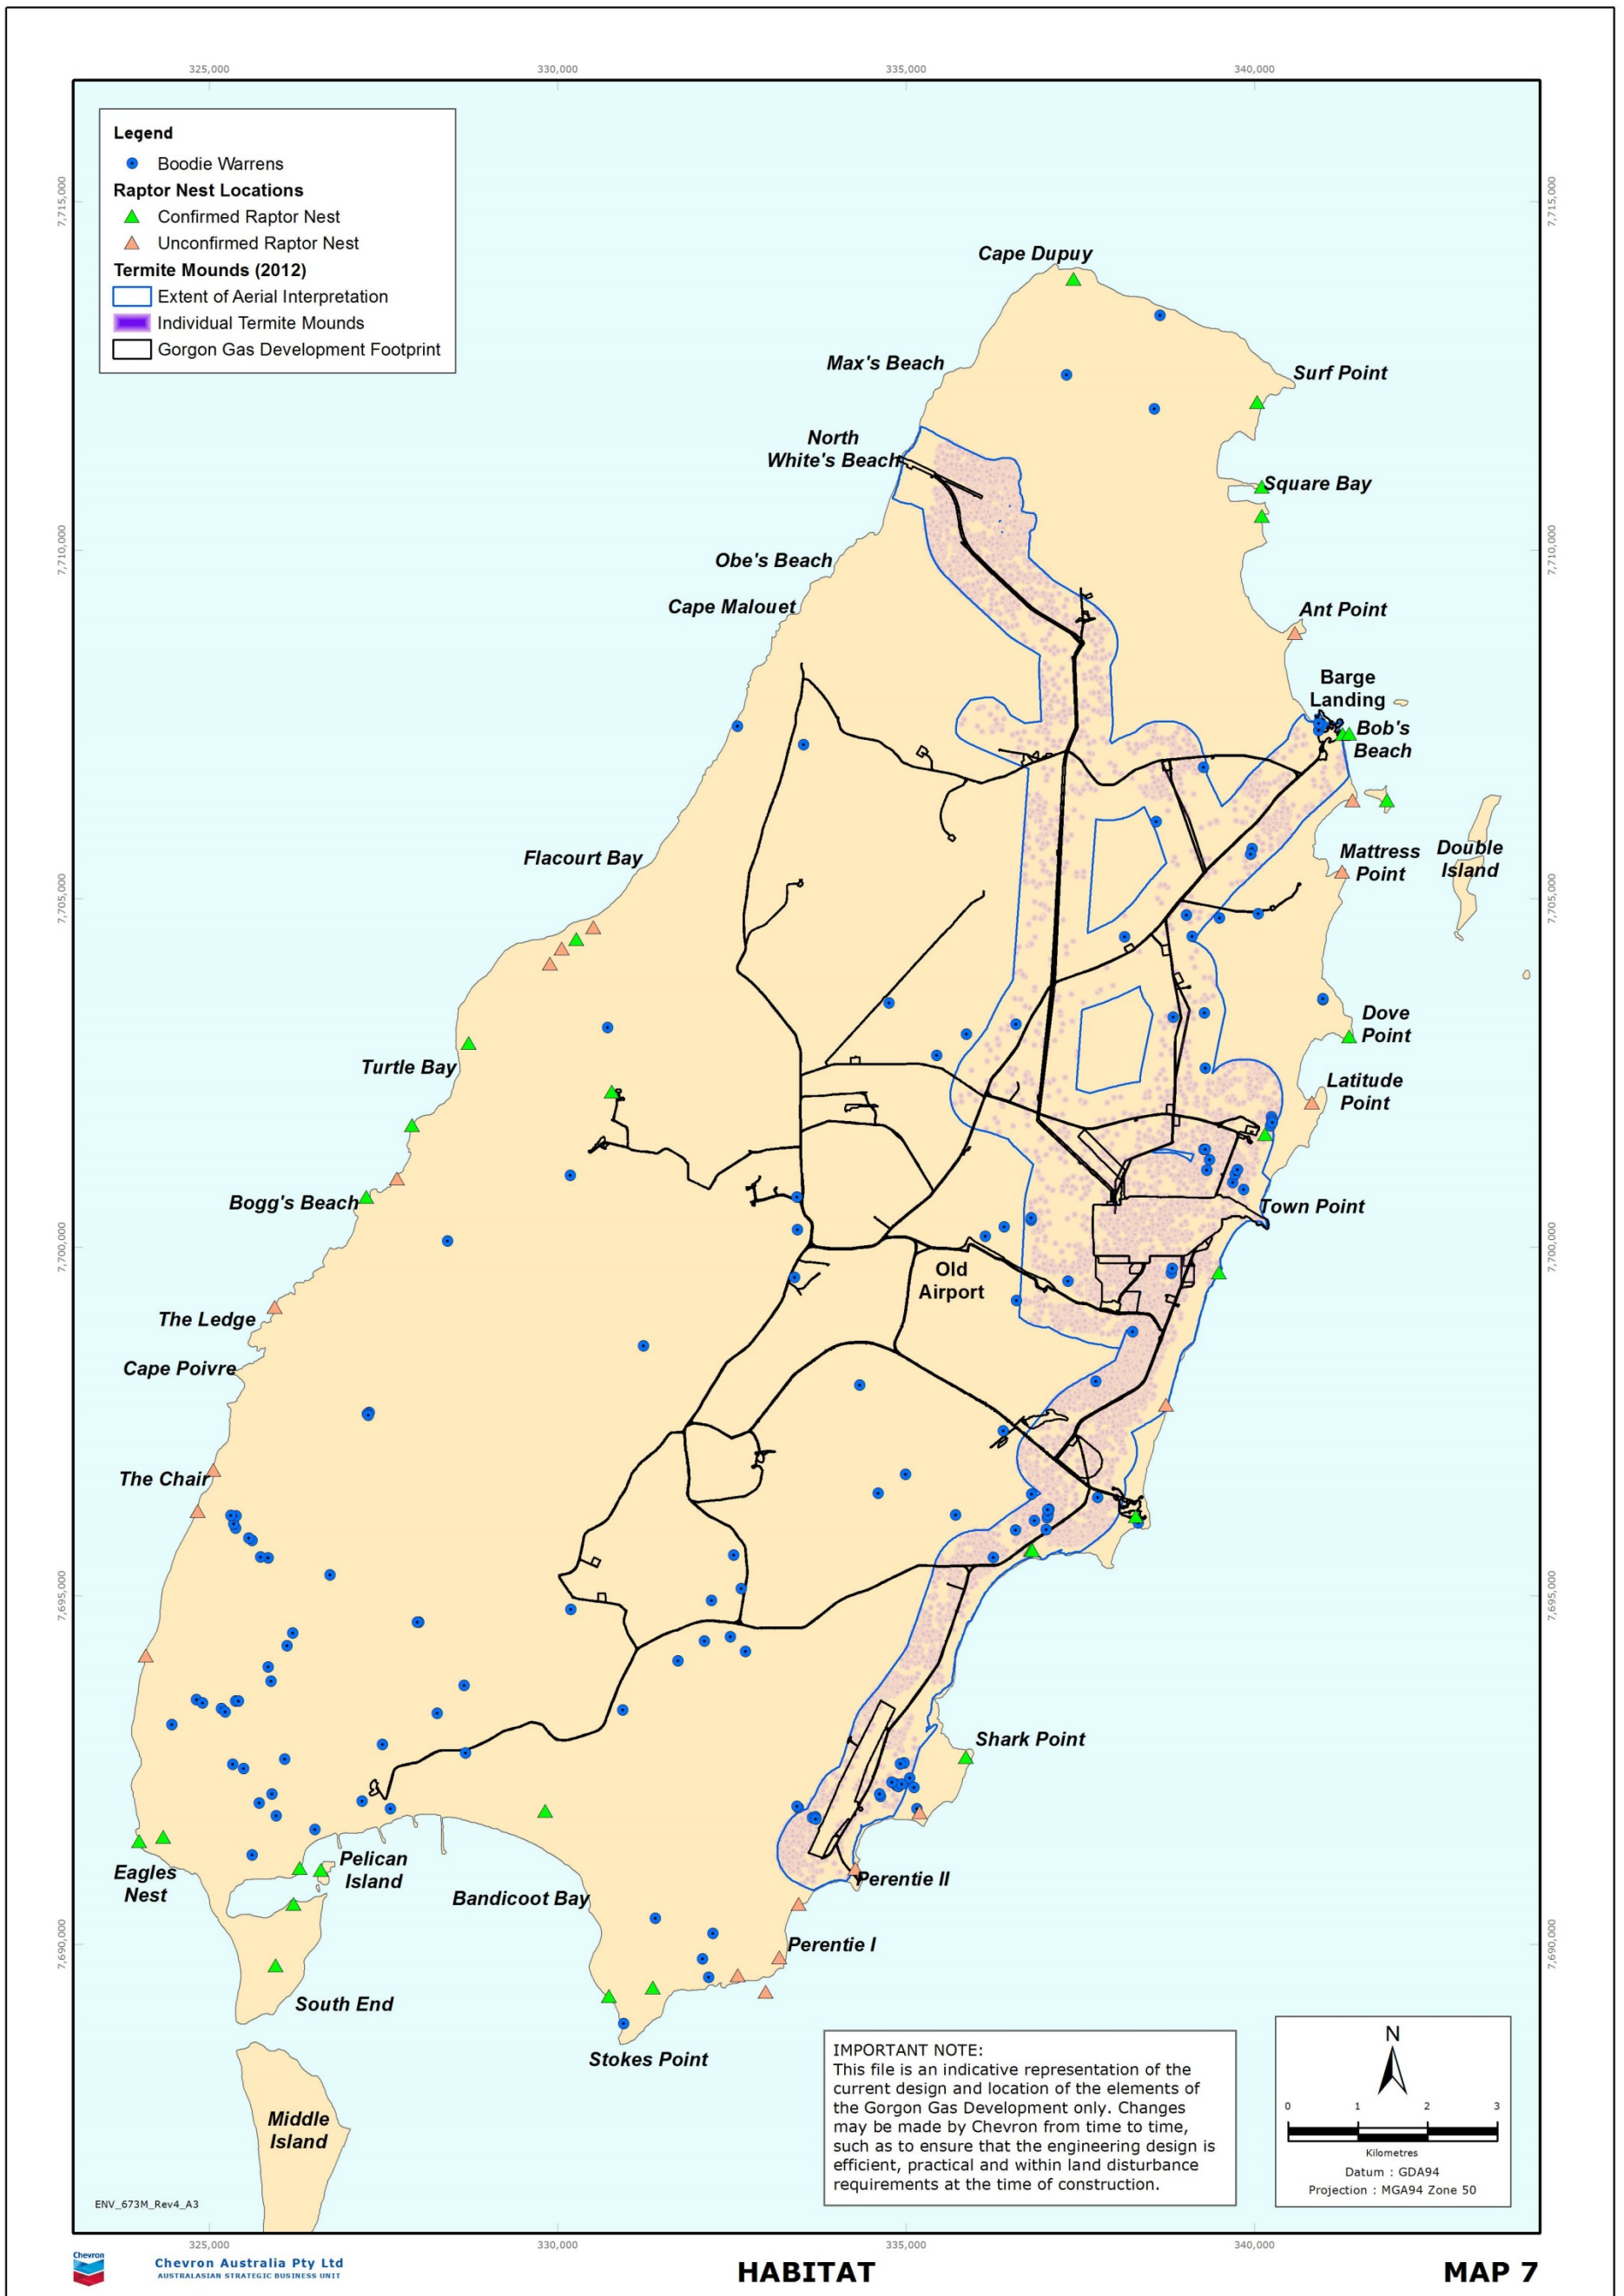 325,000
330,000
335,000
340,000
Legend
Boodie Warrens
Raptor Nest Locations
Confirmed Raptor Nest
Unconfirmed Raptor Nest
Termite Mounds (2012)
Extent of Aerial Interpretation
Individual Termite Mounds
Gorgon Gas Development Footprint
7,715,000
7,715,000
Cape Dupuy
Max's Beach
Surf Point
North
White's Beach
Square Bay
7,710,000
7,710,000
Obe's Beach
Cape Malouet
Ant Point
Barge
Landing
Bob's
Beach
Flacourt Bay
Mattress
Point
Double
Island
7,705,000
7,705,000
Dove
Point
Turtle Bay
Latitude
Point
Bogg's Beach
Town Point
7,700,000
7,700,000
Old
Airport
The Ledge
Cape Poivre
The Chair
7,695,000
7,695,000
Shark Point
Eagles
Nest
Pelican
Island
Bandicoot Bay
Perentie II
7,690,000
7,690,000
Perentie I
South End
Stokes Point
Middle
Island
IMPORTANT NOTE:
This file is an indicative representation of the
current design and location of the elements of
the Gorgon Gas Development only. Changes
may be made by Chevron from time to time,
such as to ensure that the engineering design is
efficient, practical and within land disturbance
requirements at the time of construction.
N
0 1 2 3
Kilometres
Datum : GDA94
Projection : MGA94 Zone 50
ENV_673M_Rev4_A3
325,000
330,000
335,000
340,000
Chevron
Chevron Australia Pty Ltd
AUSTRALASIAN STRATEGIC BUSINESS UNIT
HABITAT
MAP 7